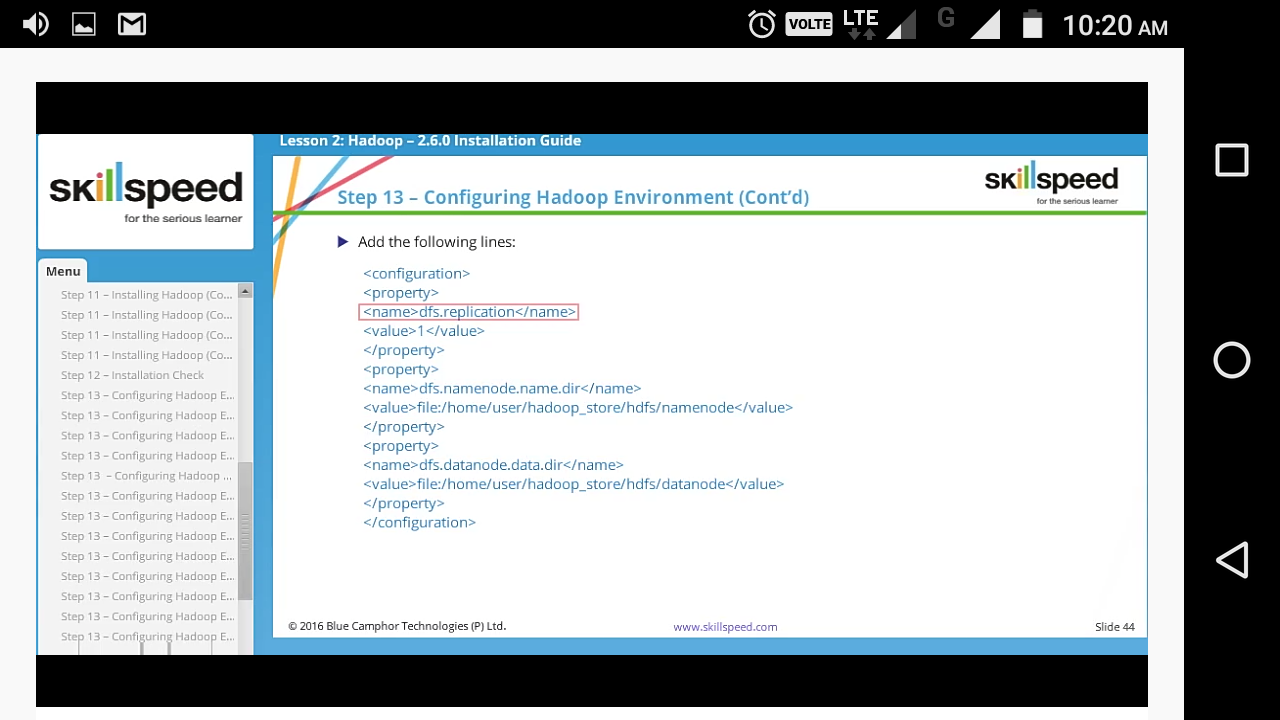 VOLTE LTE G 10:20 AM
Lesson 2: Hadoop – 2.6.0 Installation Guide
skillspeed
for the serious learner
Menu
Step 11 – Installing Hadoop (Co...
Step 11 – Installing Hadoop (Co...
Step 11 – Installing Hadoop (Co...
Step 11 – Installing Hadoop (Co...
Step 12 – Installation Check
Step 13 – Configuring Hadoop E...
Step 13 – Configuring Hadoop E...
Step 13 – Configuring Hadoop E...
Step 13 – Configuring Hadoop E...
Step 13 – Configuring Hadoop ...
Step 13 – Configuring Hadoop E...
Step 13 – Configuring Hadoop E...
Step 13 – Configuring Hadoop E...
Step 13 – Configuring Hadoop E...
Step 13 – Configuring Hadoop E...
Step 13 – Configuring Hadoop E...
Step 13 – Configuring Hadoop E...
Step 13 – Configuring Hadoop E...
Step 13 – Configuring Hadoop Environment (Cont'd)
skillspeed
for the serious learner
Add the following lines:
<configuration>
<property>
<name>dfs.replication</name>
<value>1</value>
</property>
<property>
<name>dfs.namenode.name.dir</name>
<value>file:/home/user/hadoop_store/hdfs/namenode</value>
</property>
<property>
<name>dfs.datanode.data.dir</name>
<value>file:/home/user/hadoop_store/hdfs/datanode</value>
</property>
</configuration>
© 2016 Blue Camphor Technologies (P) Ltd.
www.skillspeed.com
Slide 44